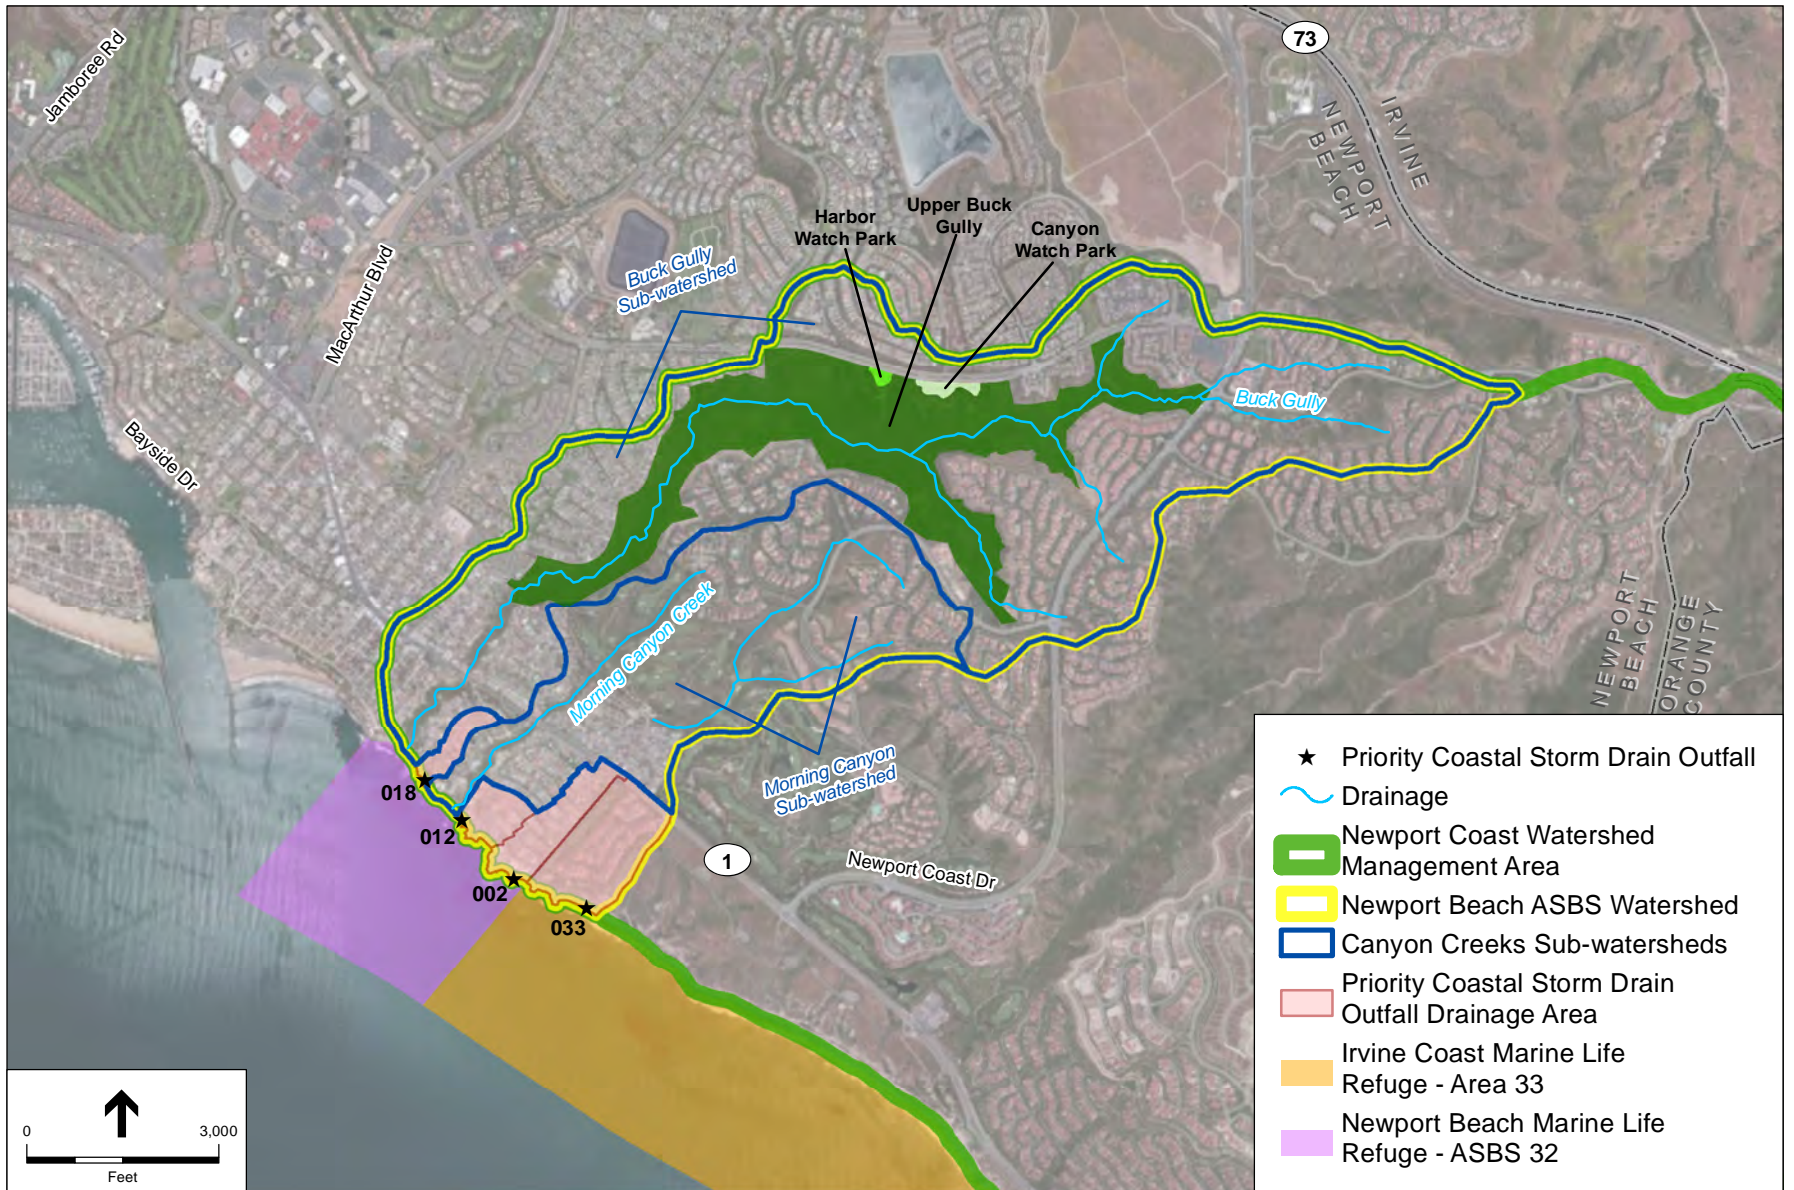 Jamboree Rd
73
IRVINE
NEWPORT
BEACH
Harbor
Watch Park
Upper Buck
Gully
Canyon
Watch Park
Buck Gully
Sub-watershed
MacArthur Blvd
Bayside Dr
Buck Gully
Morning Canyon Creek
NEWPORT
BEACH
ORANGE
COUNTY
Morning Canyon
Sub-watershed
018
012
002
033
1
Newport Coast Dr
Priority Coastal Storm Drain Outfall
Drainage
Newport Coast Watershed
Management Area
Newport Beach ASBS Watershed
Canyon Creeks Sub-watersheds
Priority Coastal Storm Drain
Outfall Drainage Area
Irvine Coast Marine Life
Refuge - Area 33
Newport Beach Marine Life
Refuge - ASBS 32
0 3,000
Feet